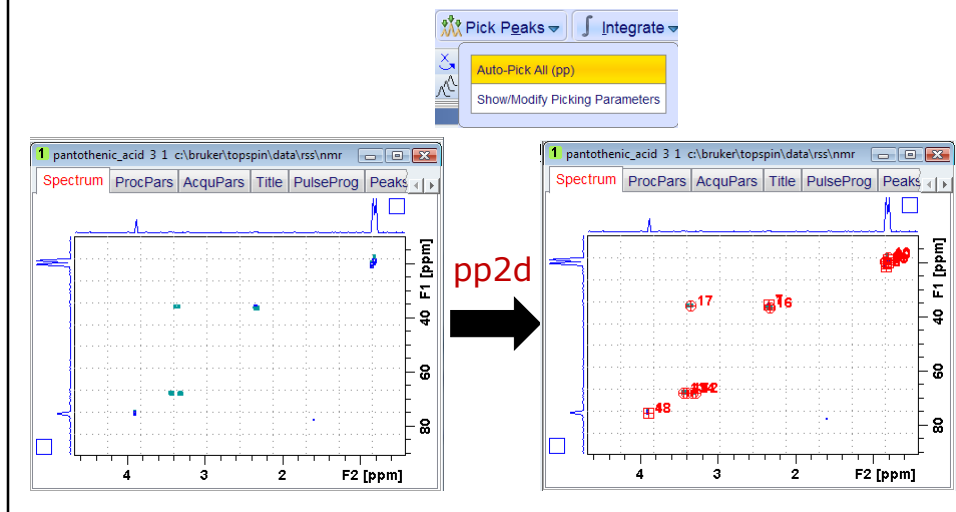 Pick Peaks
Integrate
Auto-Pick All (pp)
Show/Modify Picking Parameters
1 pantothenic_acid 3 1 c:\bruker\topspin\data\rss\nmr
Spectrum ProcPars AcquPars Title PulseProg Peaks
F1 [ppm]
40
60
80
4 3 2 F2 [ppm]
pp2d
1 pantothenic_acid 3 1 c:\bruker\topspin\data\rss\nmr
Spectrum ProcPars AcquPars Title PulseProg Peaks
17
16
F1 [ppm]
40
60
80
4 3 2 F2 [ppm]